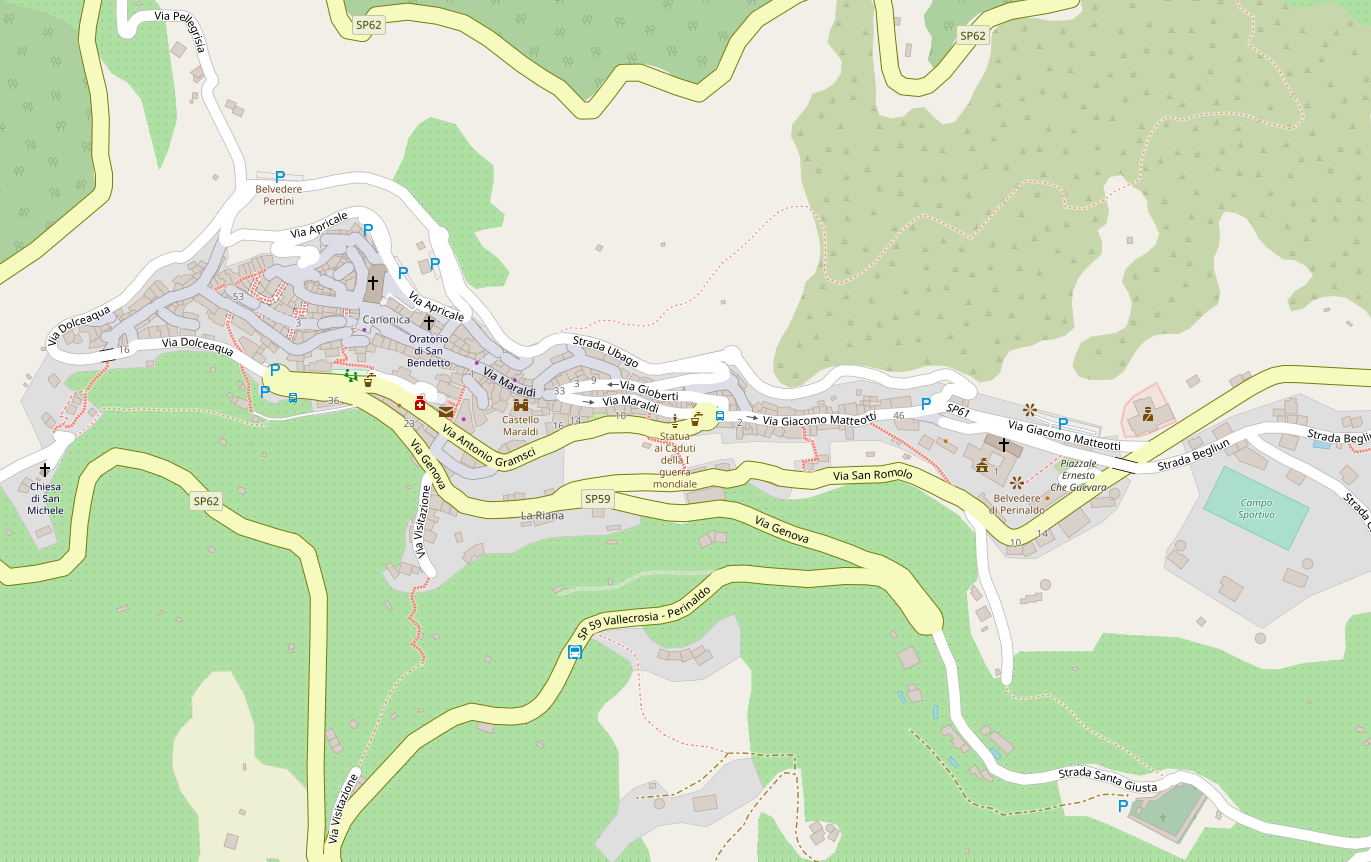 Via Pellegrisia
SP62
SP62
P
Belvedere
Pertini
Via Apricale
P
P
P
53
Via Dolceaqua
16
Via Dolceaqua
3
Canonica
Via Apricale
Oratorio
di San
Bendetto
Strada Ubago
P
P
36
23
Via Maraldi
33
3
9
Via Gioberti
Via Maraldi
10
Castello
Maraldi
16
14
Via Antonio Gramsci
Via Genova
Statua
ai Caduti
della I
guerra
mondiale
2
Via Giacomo Matteotti
46
P
SP61
P
Via Giacomo Matteotti
Strada Begliun
Strada Begliu
Strada G
Piazzale
Ernesto
Che Guevara
1
Belvedere
di Perinaldo
Campo
Sportivo
10
14
Via San Romolo
SP59
La Riana
Via Genova
Chiesa
di San
Michele
SP62
Via Visitazione
SP 59 Vallecrosia - Perinaldo
Via Visitazione
Strada Santa Giusta
P